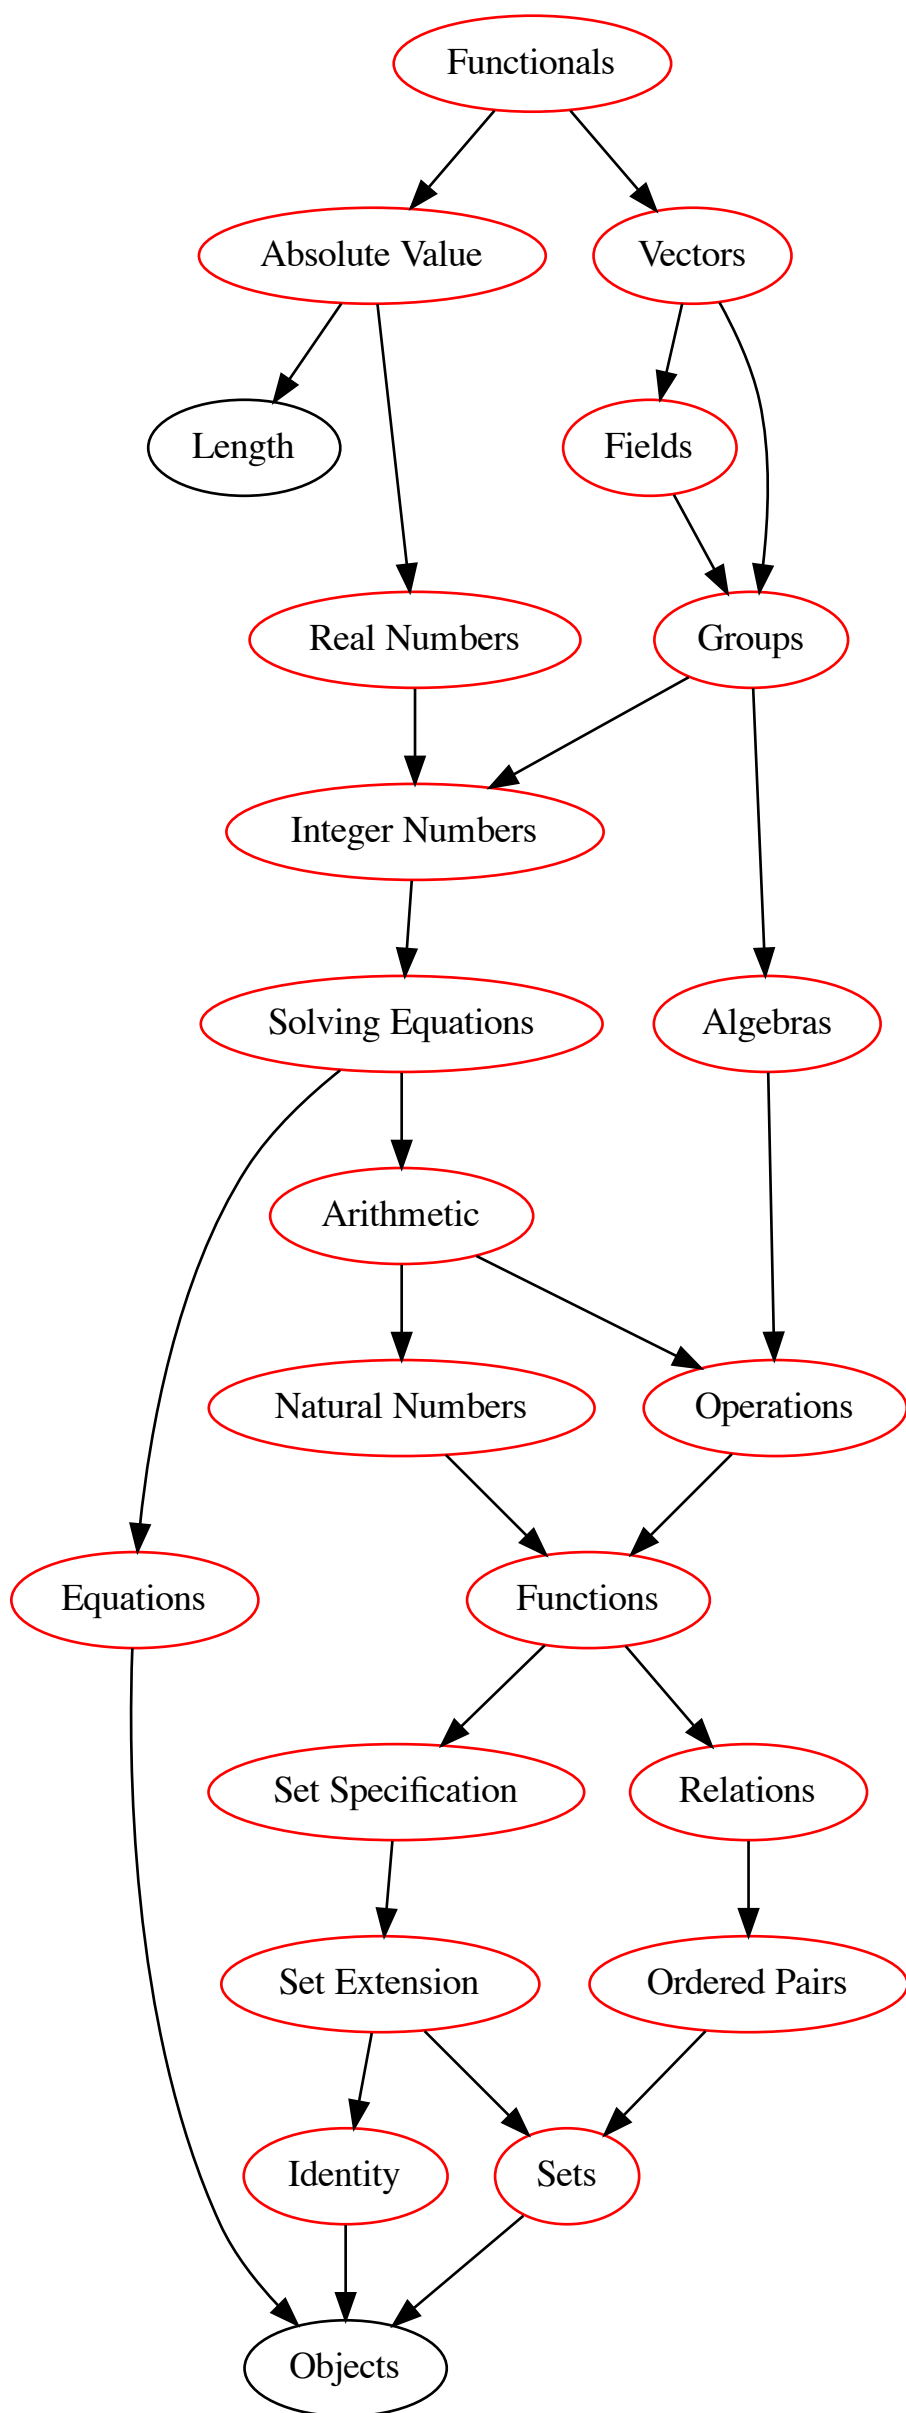 Functionals
Absolute Value
Vectors
Length
Fields
Real Numbers
Groups
Integer Numbers
Solving Equations
Algebras
Arithmetic
Natural Numbers
Operations
Equations
Functions
Set Specification
Relations
Set Extension
Ordered Pairs
Identity
Sets
Objects